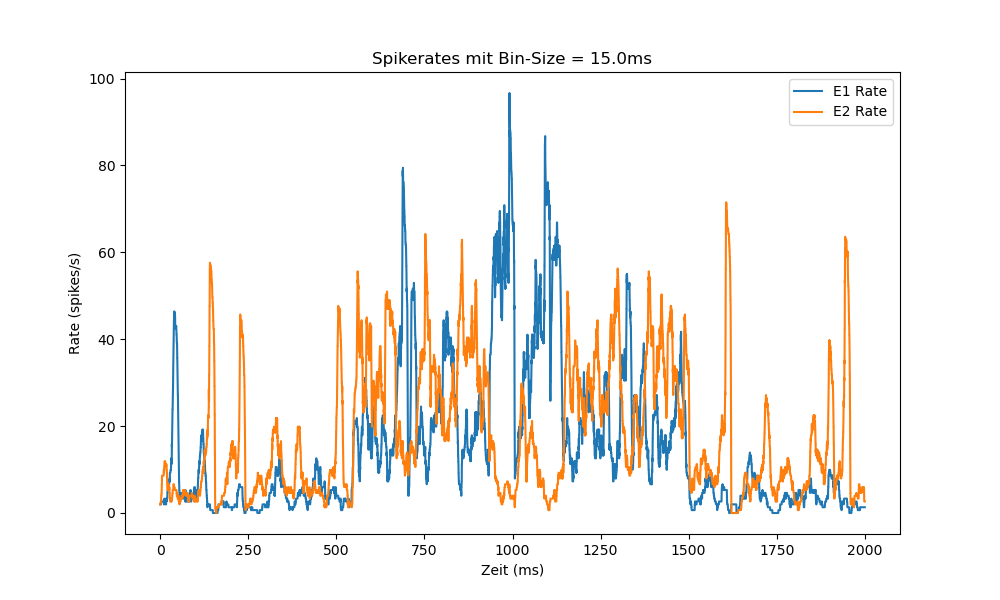 Spikerates mit Bin-Size = 15.0ms
E1 Rate
E2 Rate
Rate (spikes/s)
100
80
60
40
20
0
0 250 500 750 1000 1250 1500 1750 2000
Zeit (ms)